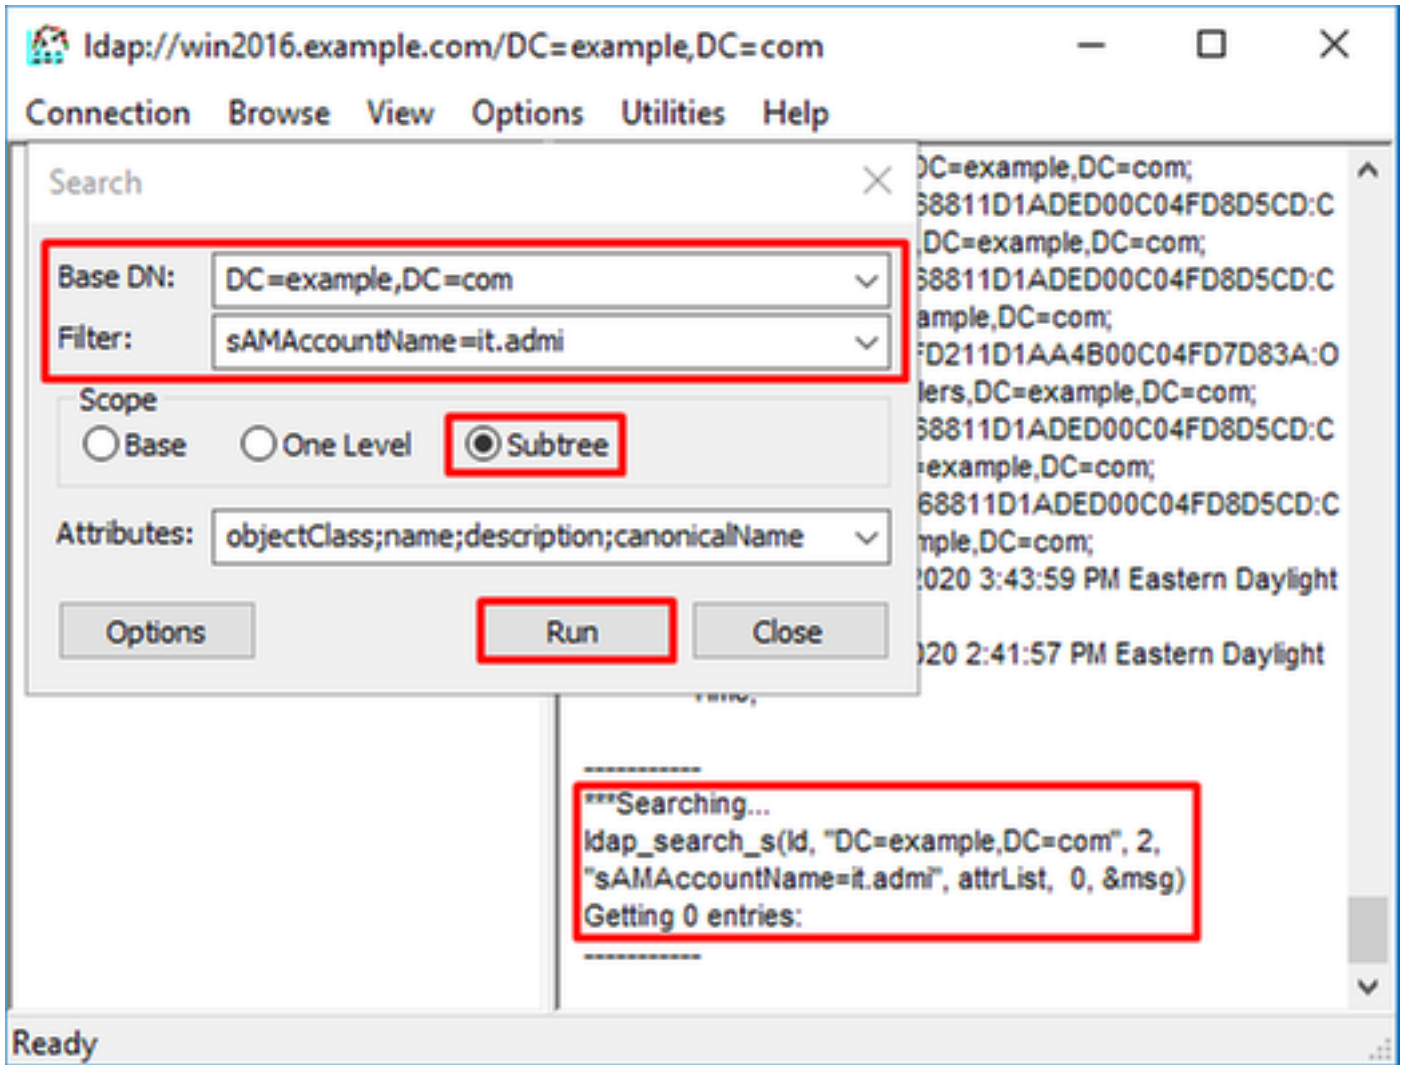 ldap://win2016.example.com/DC=example,DC=com
Connection Browse View Options Utilities Help
Search
Base DN: DC=example,DC=com
Filter: sAMAccountName=it.admi
Scope
Base One Level Subtree
Attributes: objectClass;name;description;canonicalName
Options Run Close
DC=example,DC=com;
68811D1ADED00C04FD8D5CD:C
,DC=example,DC=com;
68811D1ADED00C04FD8D5CD:C
ample,DC=com;
FD211D1AA4B00C04FD7D83A:O
lers,DC=example,DC=com;
68811D1ADED00C04FD8D5CD:C
=example,DC=com;
68811D1ADED00C04FD8D5CD:C
mple,DC=com;
2020 3:43:59 PM Eastern Daylight
020 2:41:57 PM Eastern Daylight
-----------
***Searching...
ldap_search_s(ld, "DC=example,DC=com", 2,
"sAMAccountName=it.admi", attrList, 0, &msg)
Getting 0 entries:
-----------
Ready